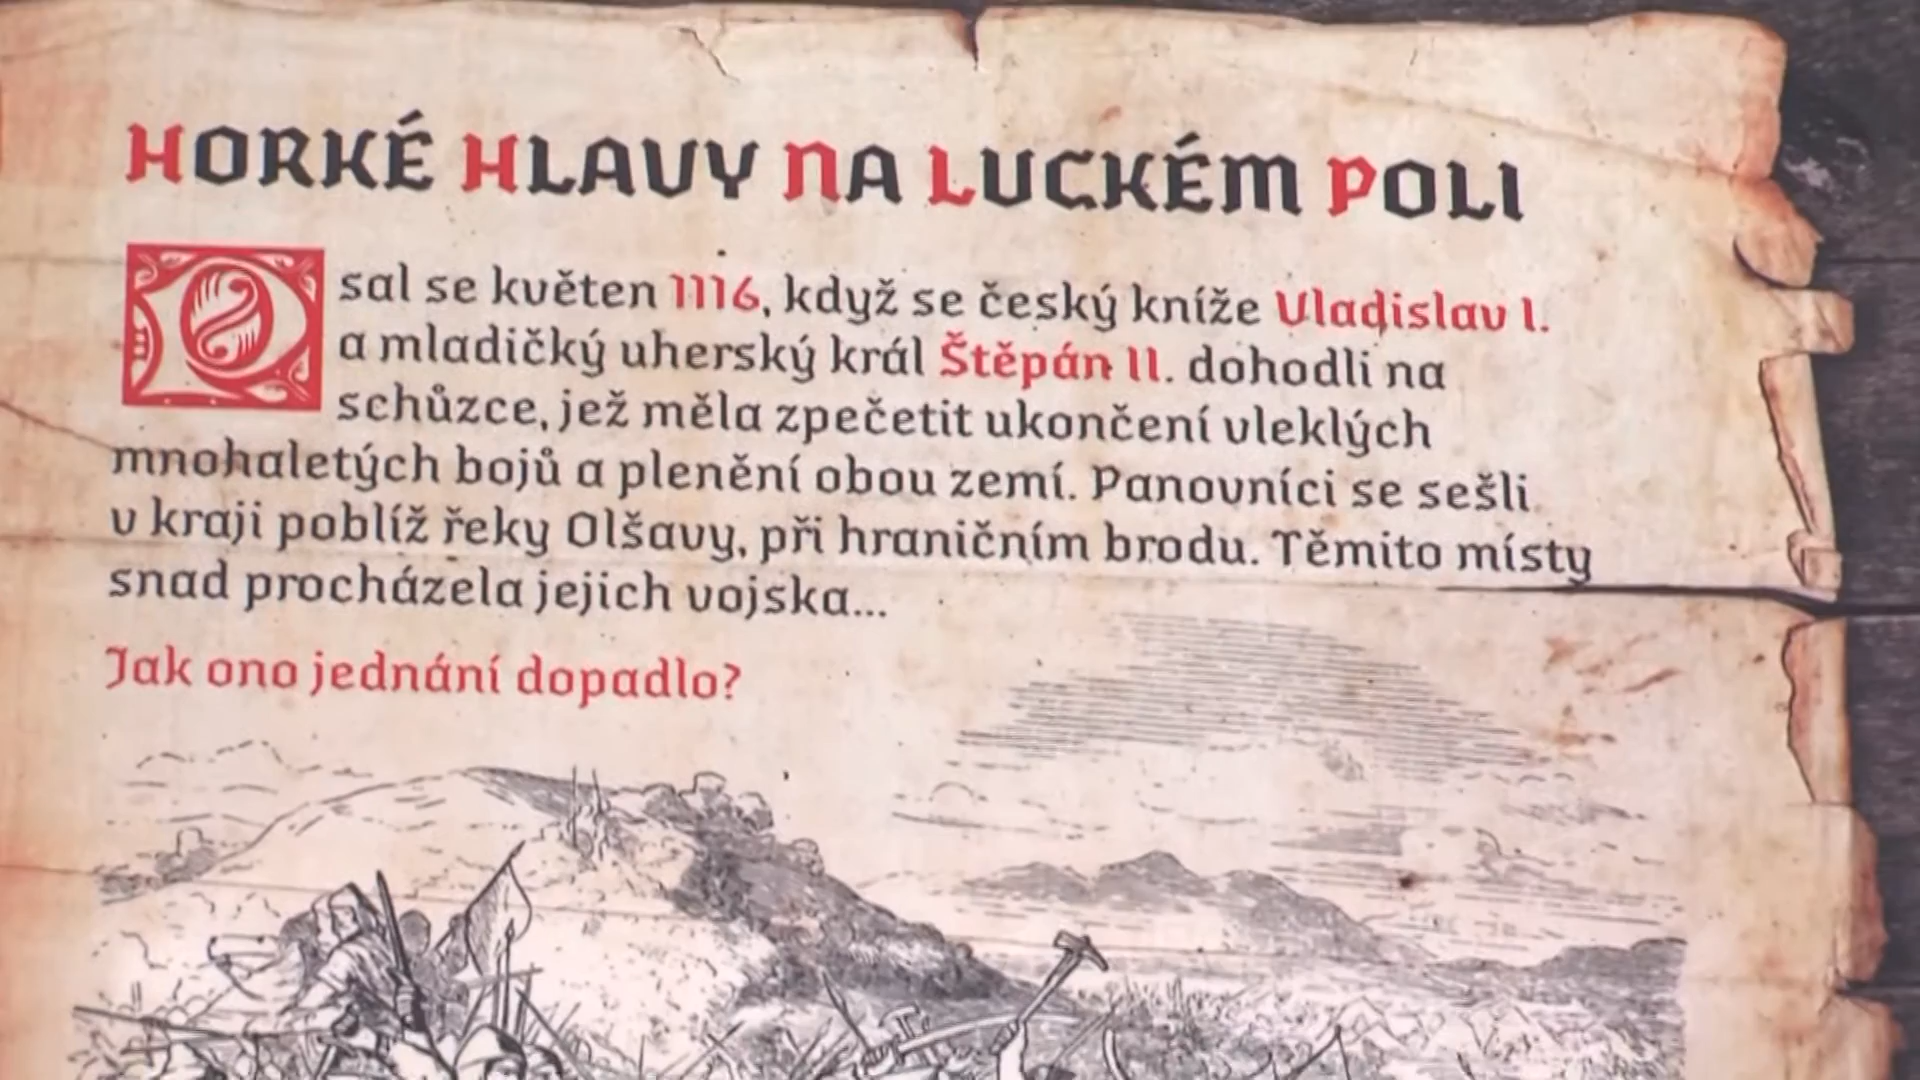 HORKÉ HLAVY NA LUCKÉM POLI
Psal se květen 1116, když se český kníže Vladislav I.
a mladičký uherský král Štěpán II. dohodli na
schůzce, jež měla zpečetit ukončení vleklých
mnohaletých bojů a plenění obou zemí. Panovníci se sešli
v kraji poblíž řeky Olšavy, při hraničním brodu. Těmito místy
snad procházela jejich vojska...
Jak ono jednání dopadlo?